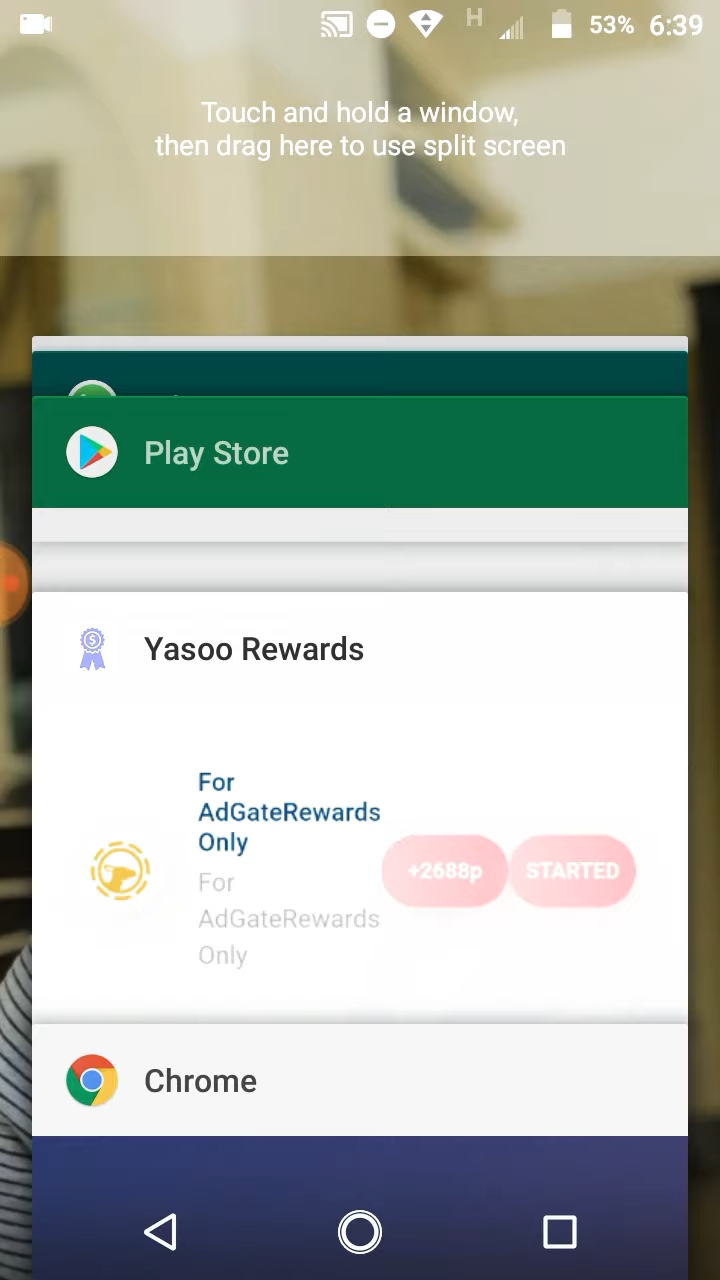 H
53% 6:39
Touch and hold a window,
then drag here to use split screen
Play Store
Yasoo Rewards
For
AdGateRewards
Only
For
AdGateRewards
Only
+2688p STARTED
Chrome